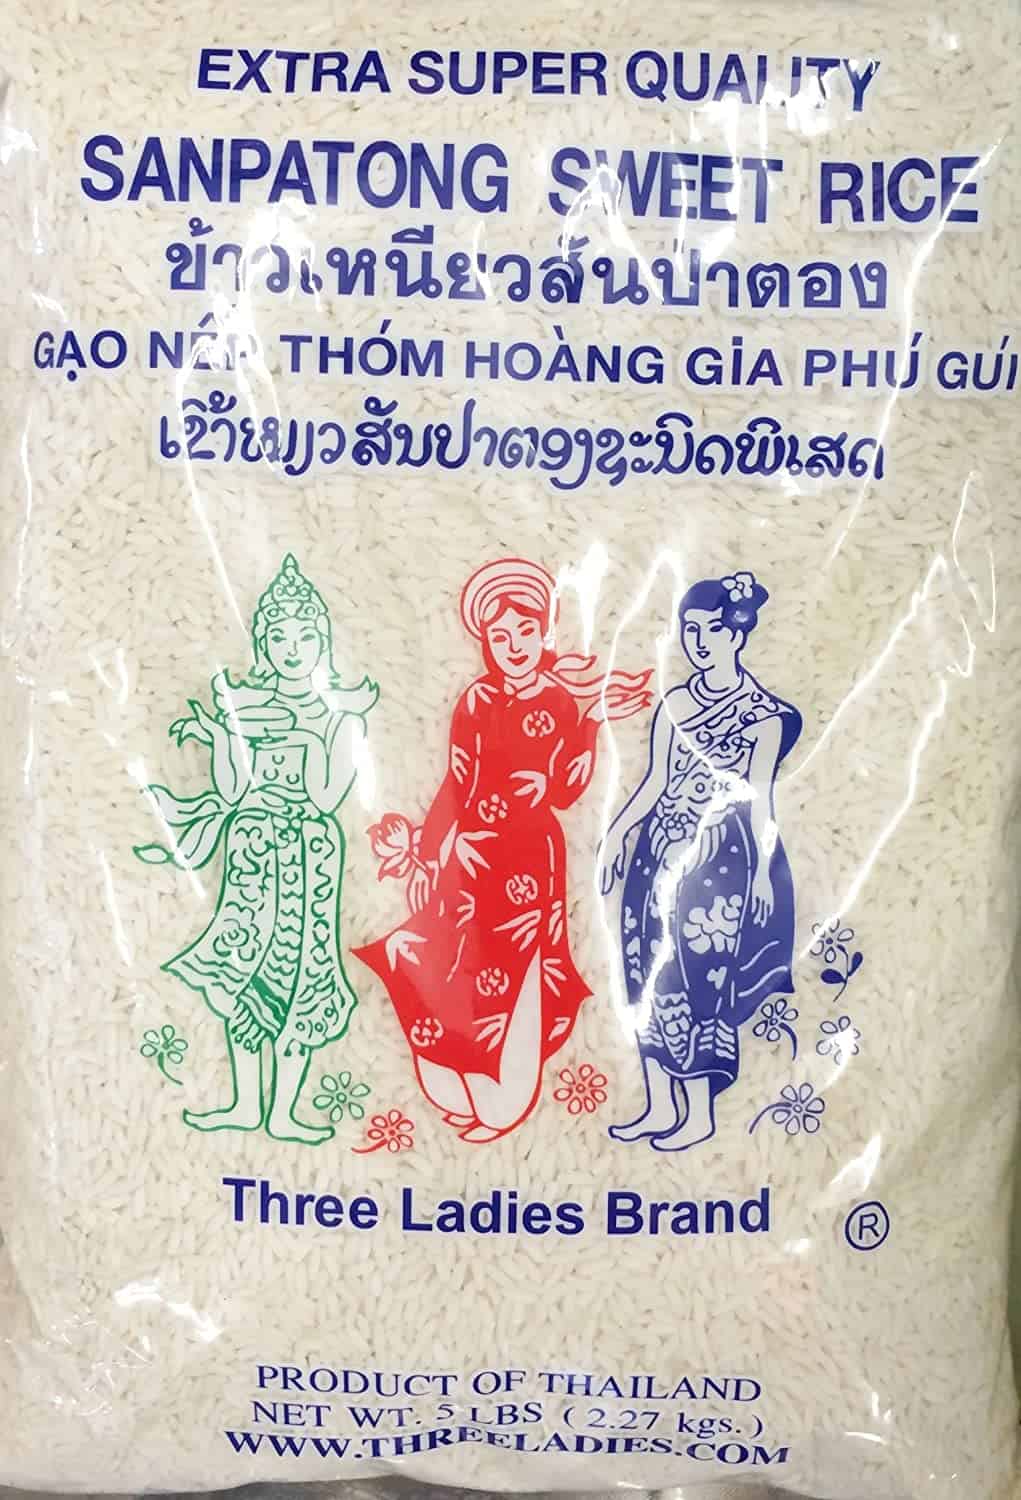 EXTRA SUPER QUALITY
SANPATONG SWEET RICE
ข้าวเหนียวสันป่าตอง
GẠO NẾP THÓM HOÀNG GIA PHÚ GÚI
ເຂົ້າໜຽວສັນປາຕອງຊະນິດພິເສດ
Three Ladies Brand ®
PRODUCT OF THAILAND
NET WT. 5 LBS ( 2.27 kgs. )
WWW.THREELADIES.COM